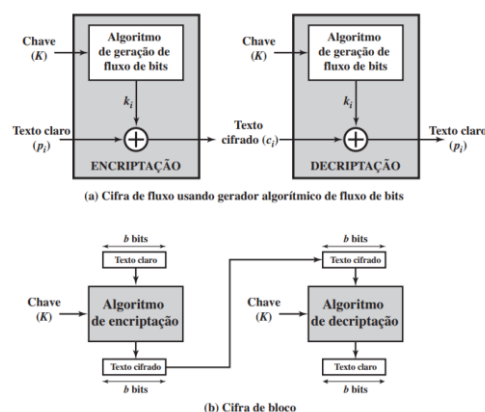 Chave
(K)
Algoritmo
de geração de
fluxo de bits
k_i
Texto claro
(p_i)
ENCRIPTAÇÃO
Texto
cifrado (c_i)
Chave
(K)
Algoritmo
de geração de
fluxo de bits
k_i
DECRIPTAÇÃO
Texto claro
(p_i)
(a) Cifra de fluxo usando gerador algorítmico de fluxo de bits
b bits
Texto claro
Chave
(K)
Algoritmo
de encriptação
Texto cifrado
b bits
b bits
Texto cifrado
Chave
(K)
Algoritmo
de decriptação
Texto claro
b bits
(b) Cifra de bloco